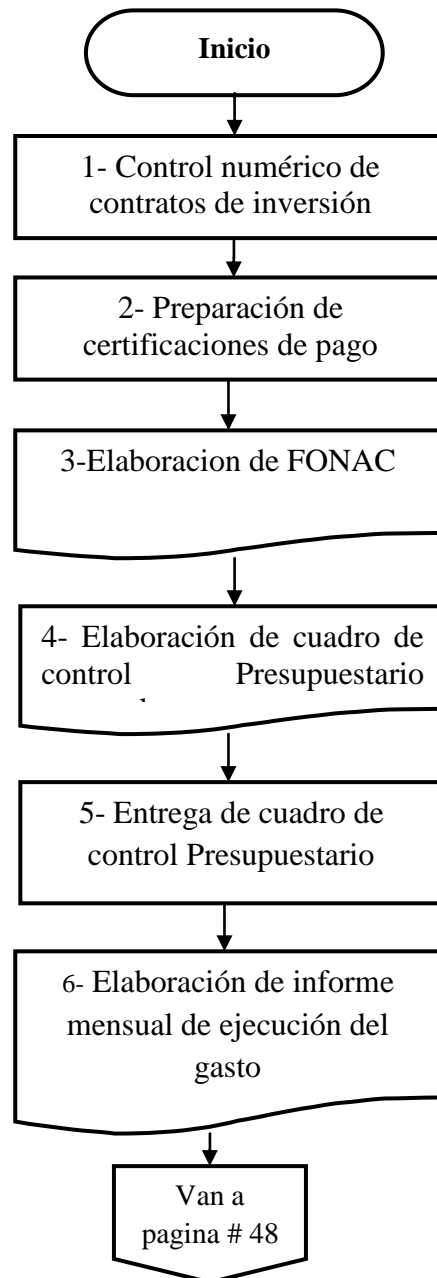 Inicio
1- Control numérico de
contratos de inversión
2- Preparación de
certificaciones de pago
3-Elaboracion de FONAC
4- Elaboración de cuadro de
control Presupuestario
5- Entrega de cuadro de
control Presupuestario
6- Elaboración de informe
mensual de ejecución del
gasto
Van a
pagina # 48